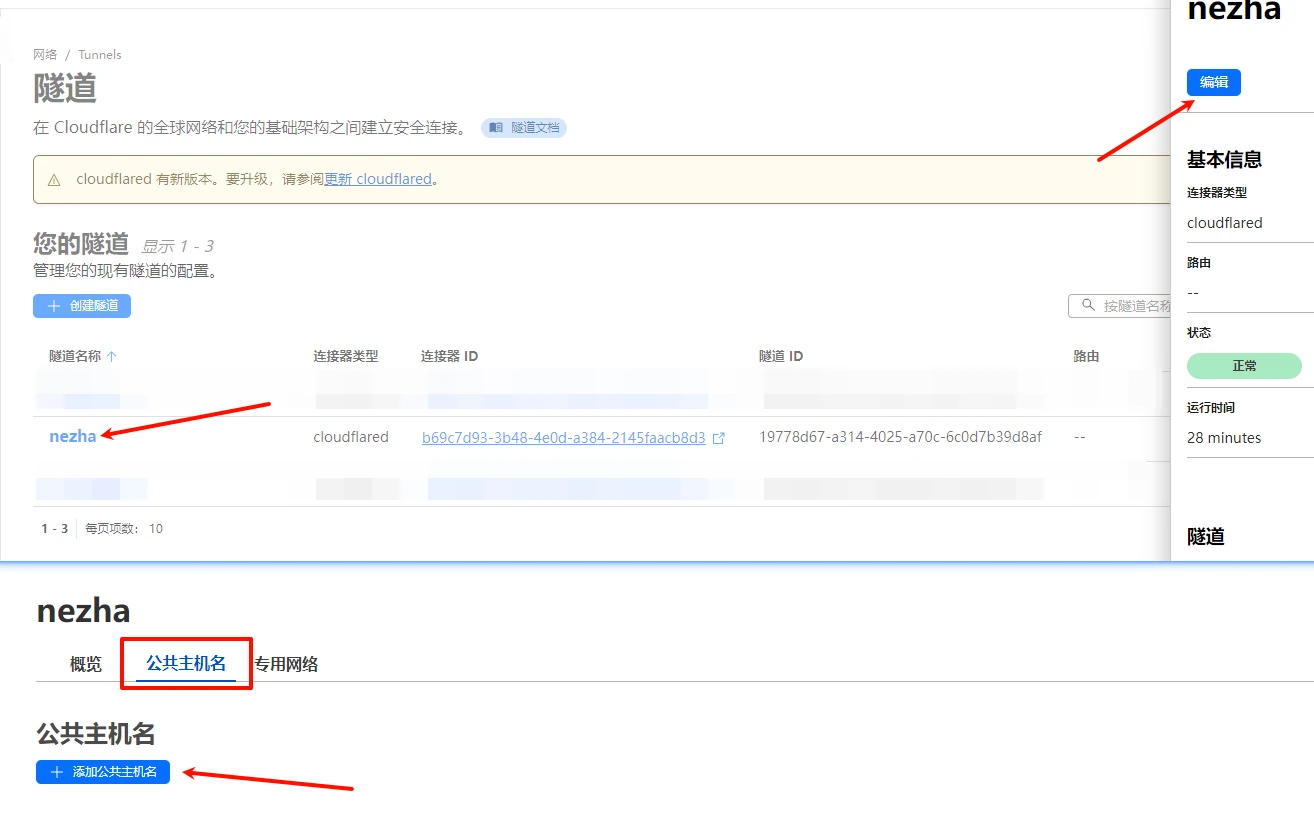 网络 / Tunnels
隧道
在 Cloudflare 的全球网络和您的基础架构之间建立安全连接。 隧道文档
cloudflared 有新版本。要升级，请参阅更新 cloudflared。
您的隧道 显示 1 - 3
管理您的现有隧道的配置。
+ 创建隧道
按隧道名称
隧道名称 ↑ 连接器类型 连接器 ID 隧道 ID 路由
nezha cloudflared b69c7d93-3b48-4e0d-a384-2145faacb8d3 19778d67-a314-4025-a70c-6c0d7b39d8af --
1 - 3 每页项数： 10
nezha
编辑
基本信息
连接器类型
cloudflared
路由
--
状态
正常
运行时间
28 minutes
隧道
nezha
概览 公共主机名 专用网络
公共主机名
+ 添加公共主机名